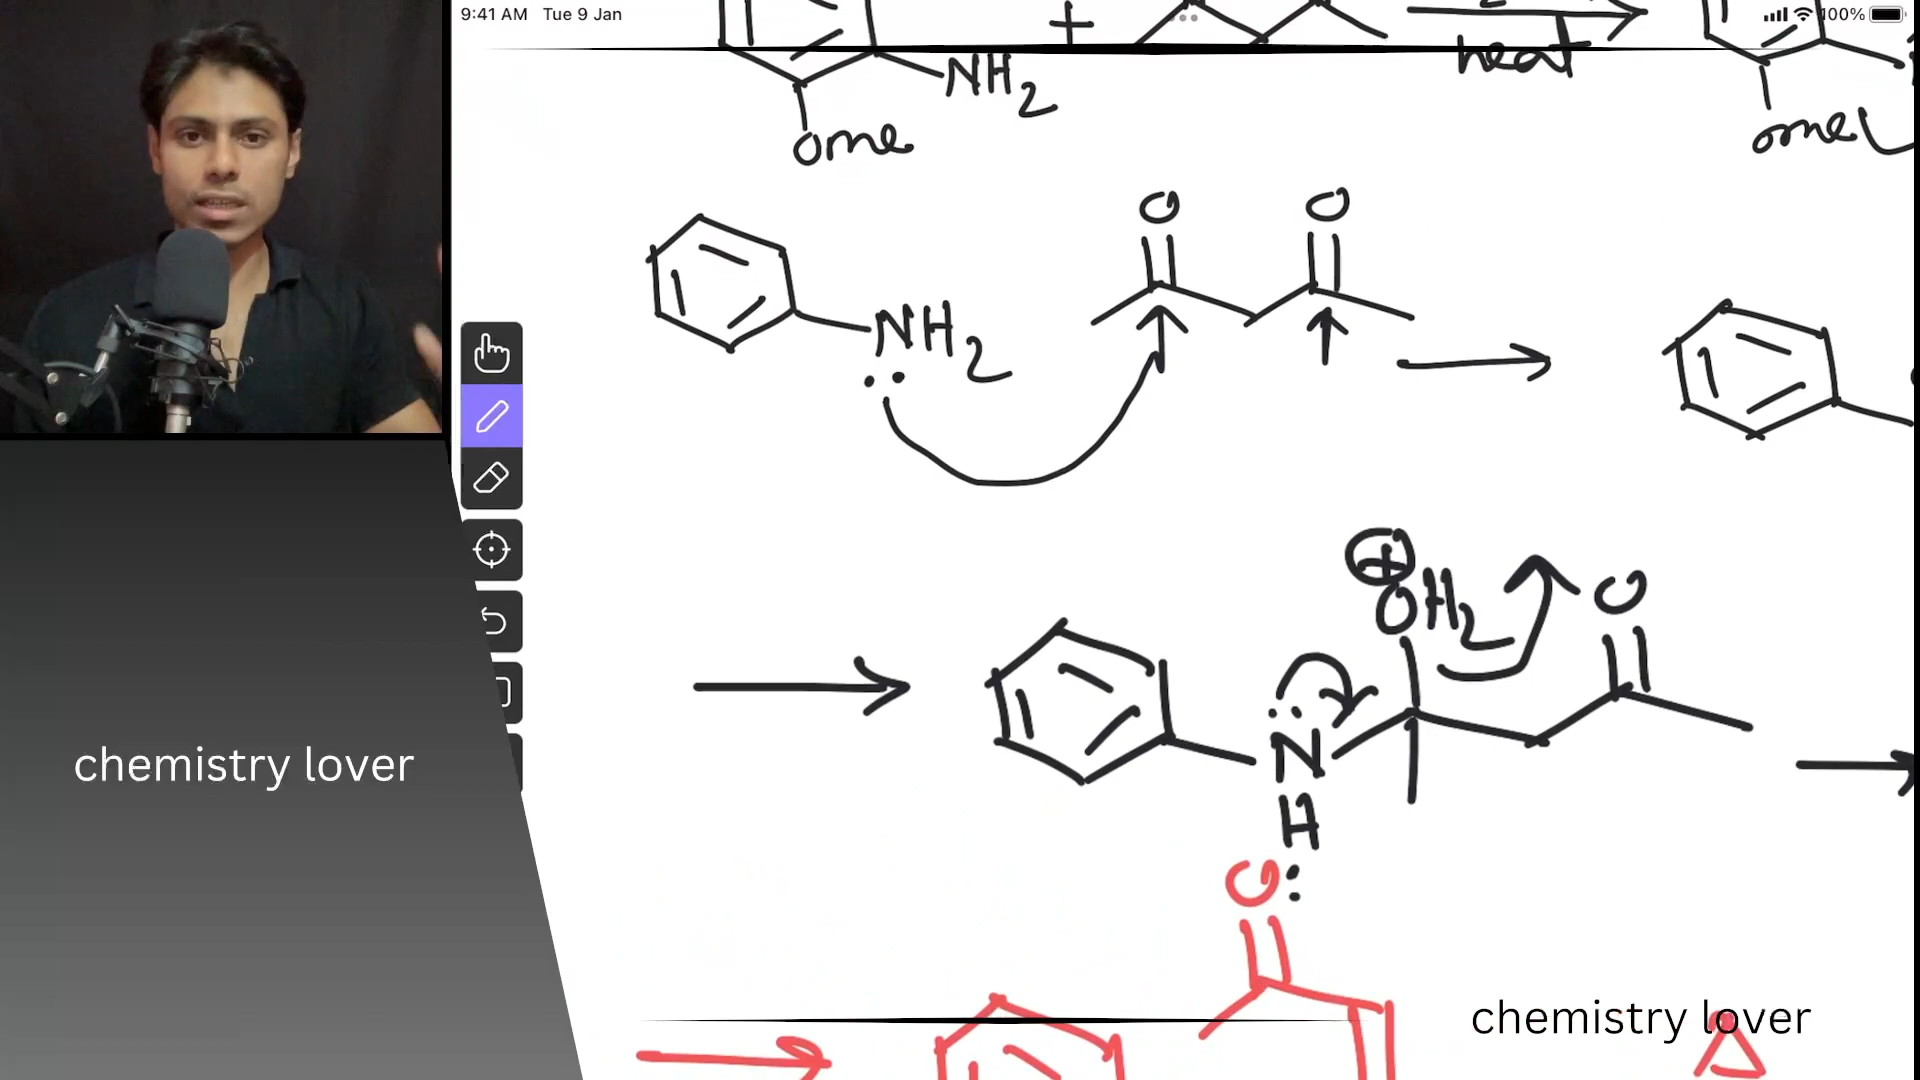 9:41 AM Tue 9 Jan
100%
+
heat
NH2
ome
ome
O O
NH2
⊕
OH2 O
N
H
O
chemistry lover
chemistry lover